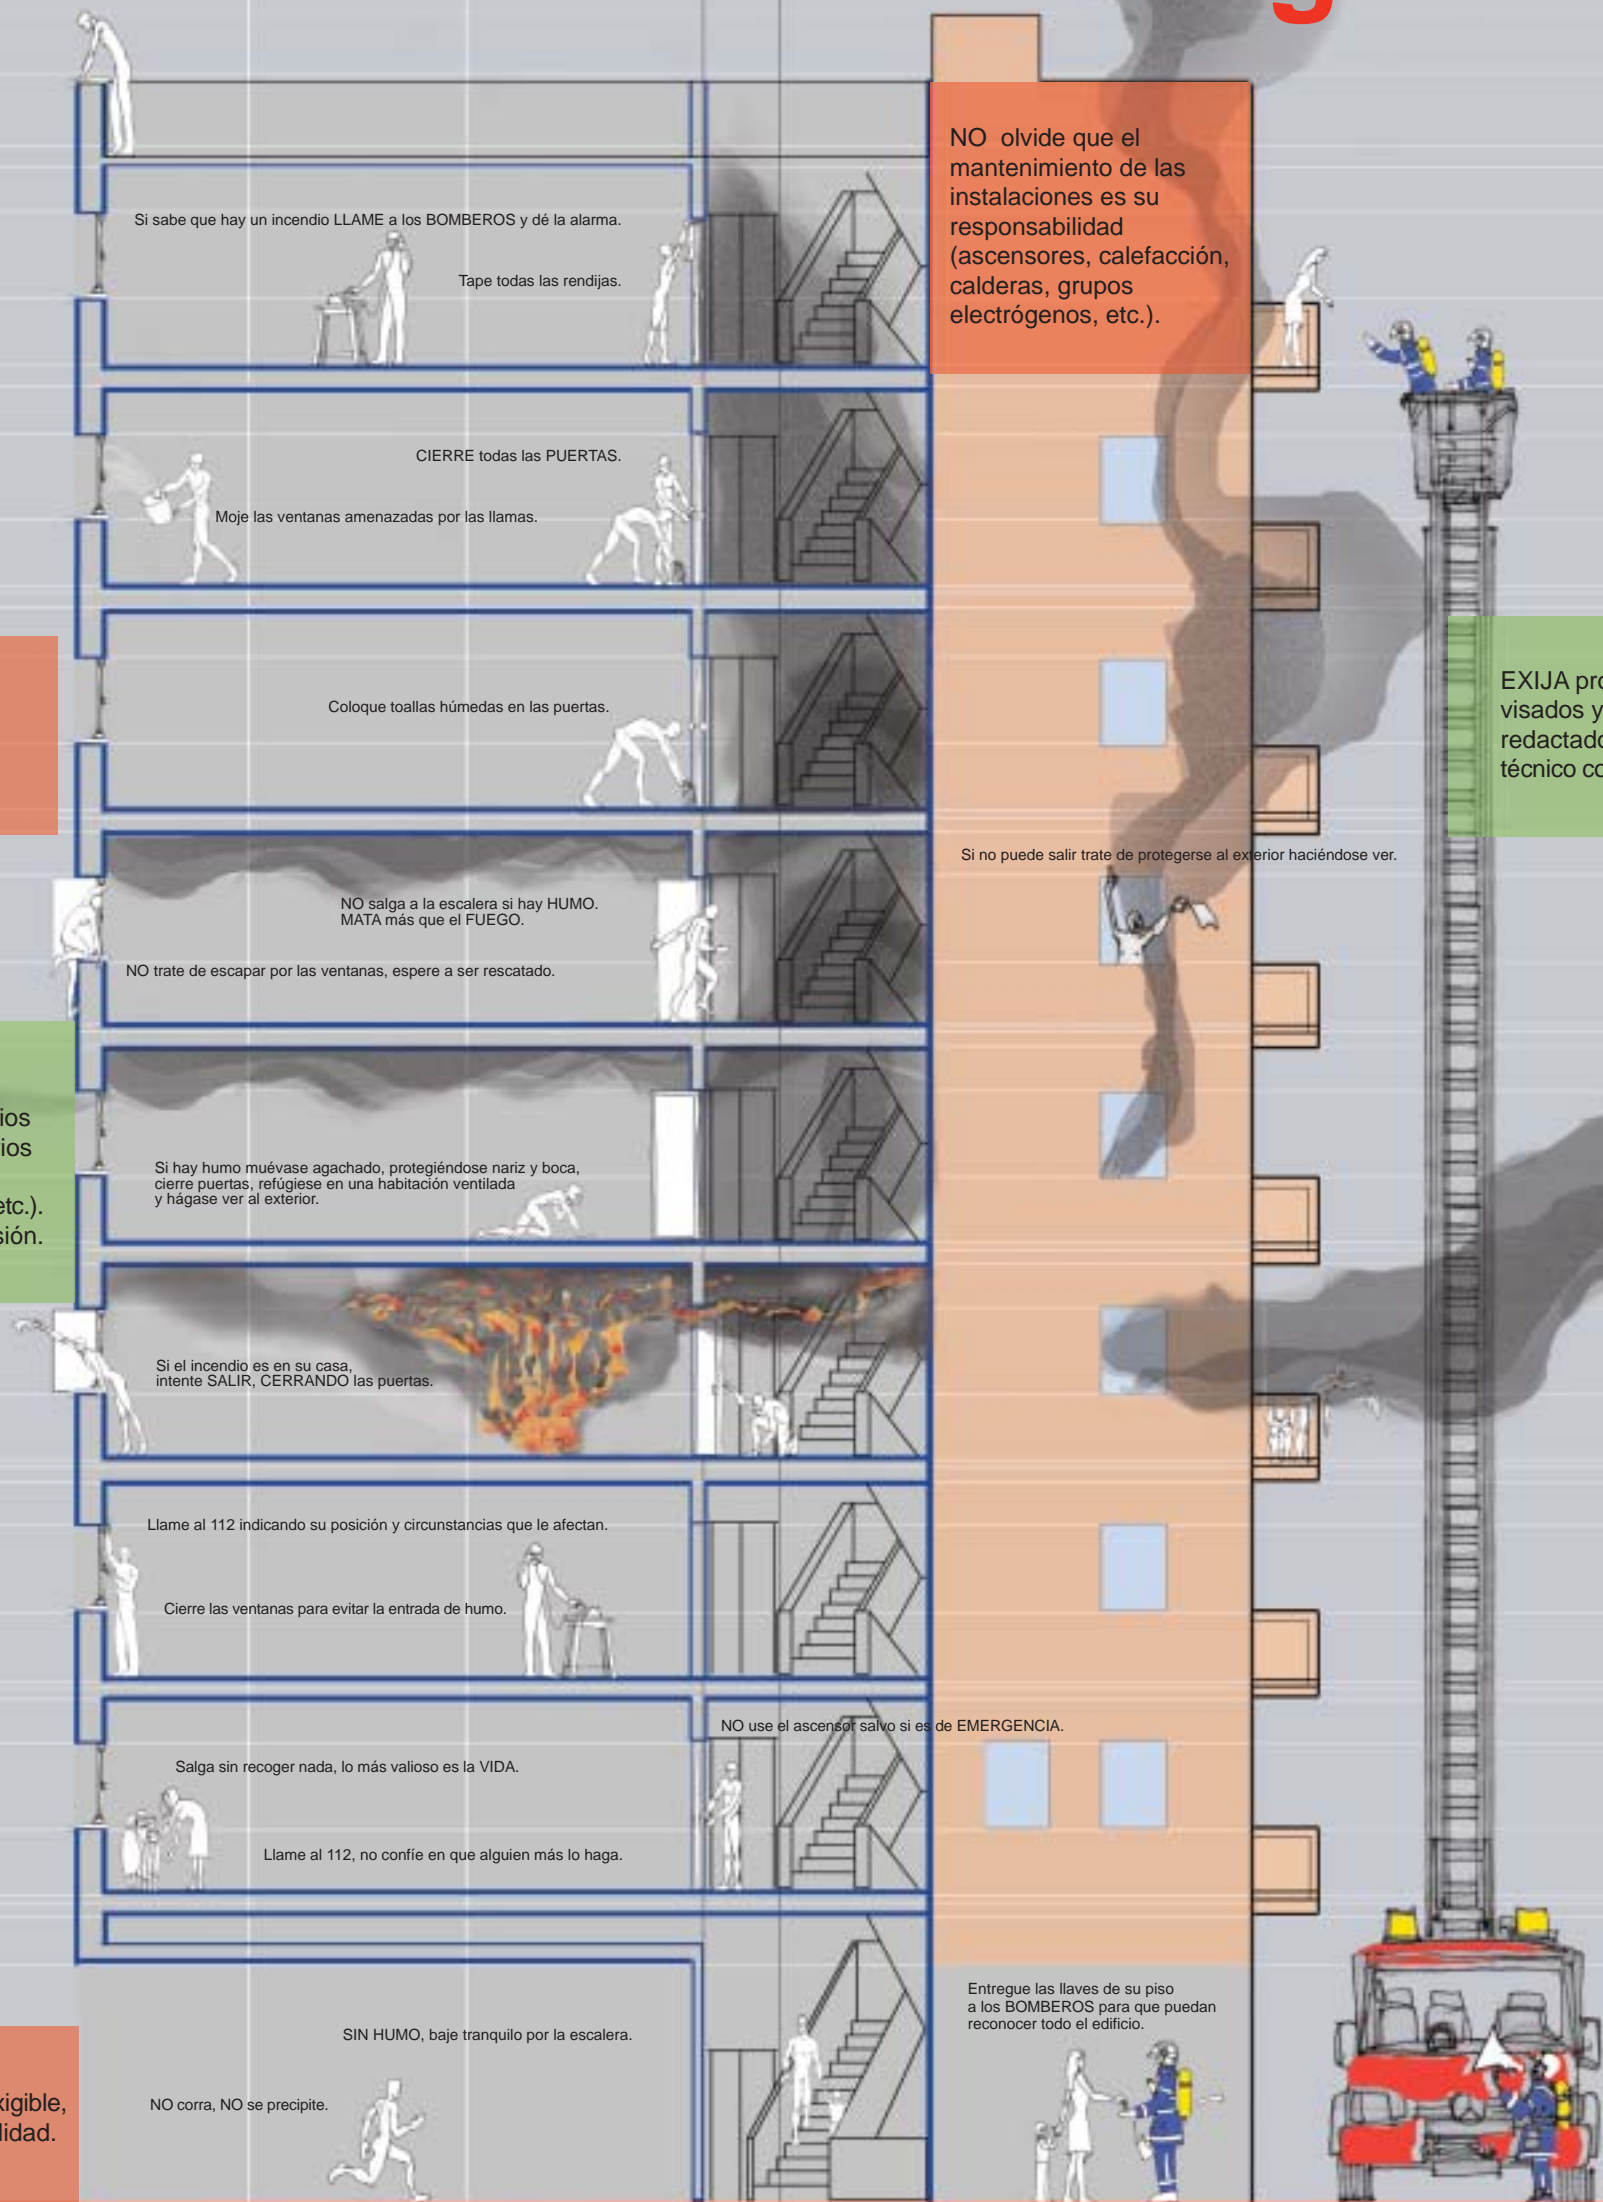 NO olvide que el
mantenimiento de las
instalaciones es su
responsabilidad
(ascensores, calefacción,
calderas, grupos
electrógenos, etc.).
Si sabe que hay un incendio LLAME a los BOMBEROS y dé la alarma.
Tape todas las rendijas.
CIERRE todas las PUERTAS.
Moje las ventanas amenazadas por las llamas.
Coloque toallas húmedas en las puertas.
EXIJA
visados y
técnico
Si no puede salir trate de protegerse al exterior haciéndose ver.
NO salga a la escalera si hay HUMO.
MATA más que el FUEGO.
NO trate de escapar por las ventanas, espere a ser rescatado.
etc.).
Si hay humo muévase agachado, protegiéndose nariz y boca,
cierre puertas, refúgiese en una habitación ventilada
y hágase ver al exterior.
Si el incendio es en su casa,
intente SALIR, CERRANDO las puertas.
Llame al 112 indicando su posición y circunstancias que le afectan.
Cierre las ventanas para evitar la entrada de humo.
NO use el ascensor salvo si es de EMERGENCIA.
Salga sin recoger nada, lo más valioso es la VIDA.
Llame al 112, no confíe en que alguien más lo haga.
Entregue las llaves de su piso
a los BOMBEROS para que puedan
reconocer todo el edificio.
SIN HUMO, baje tranquilo por la escalera.
NO corra, NO se precipite.